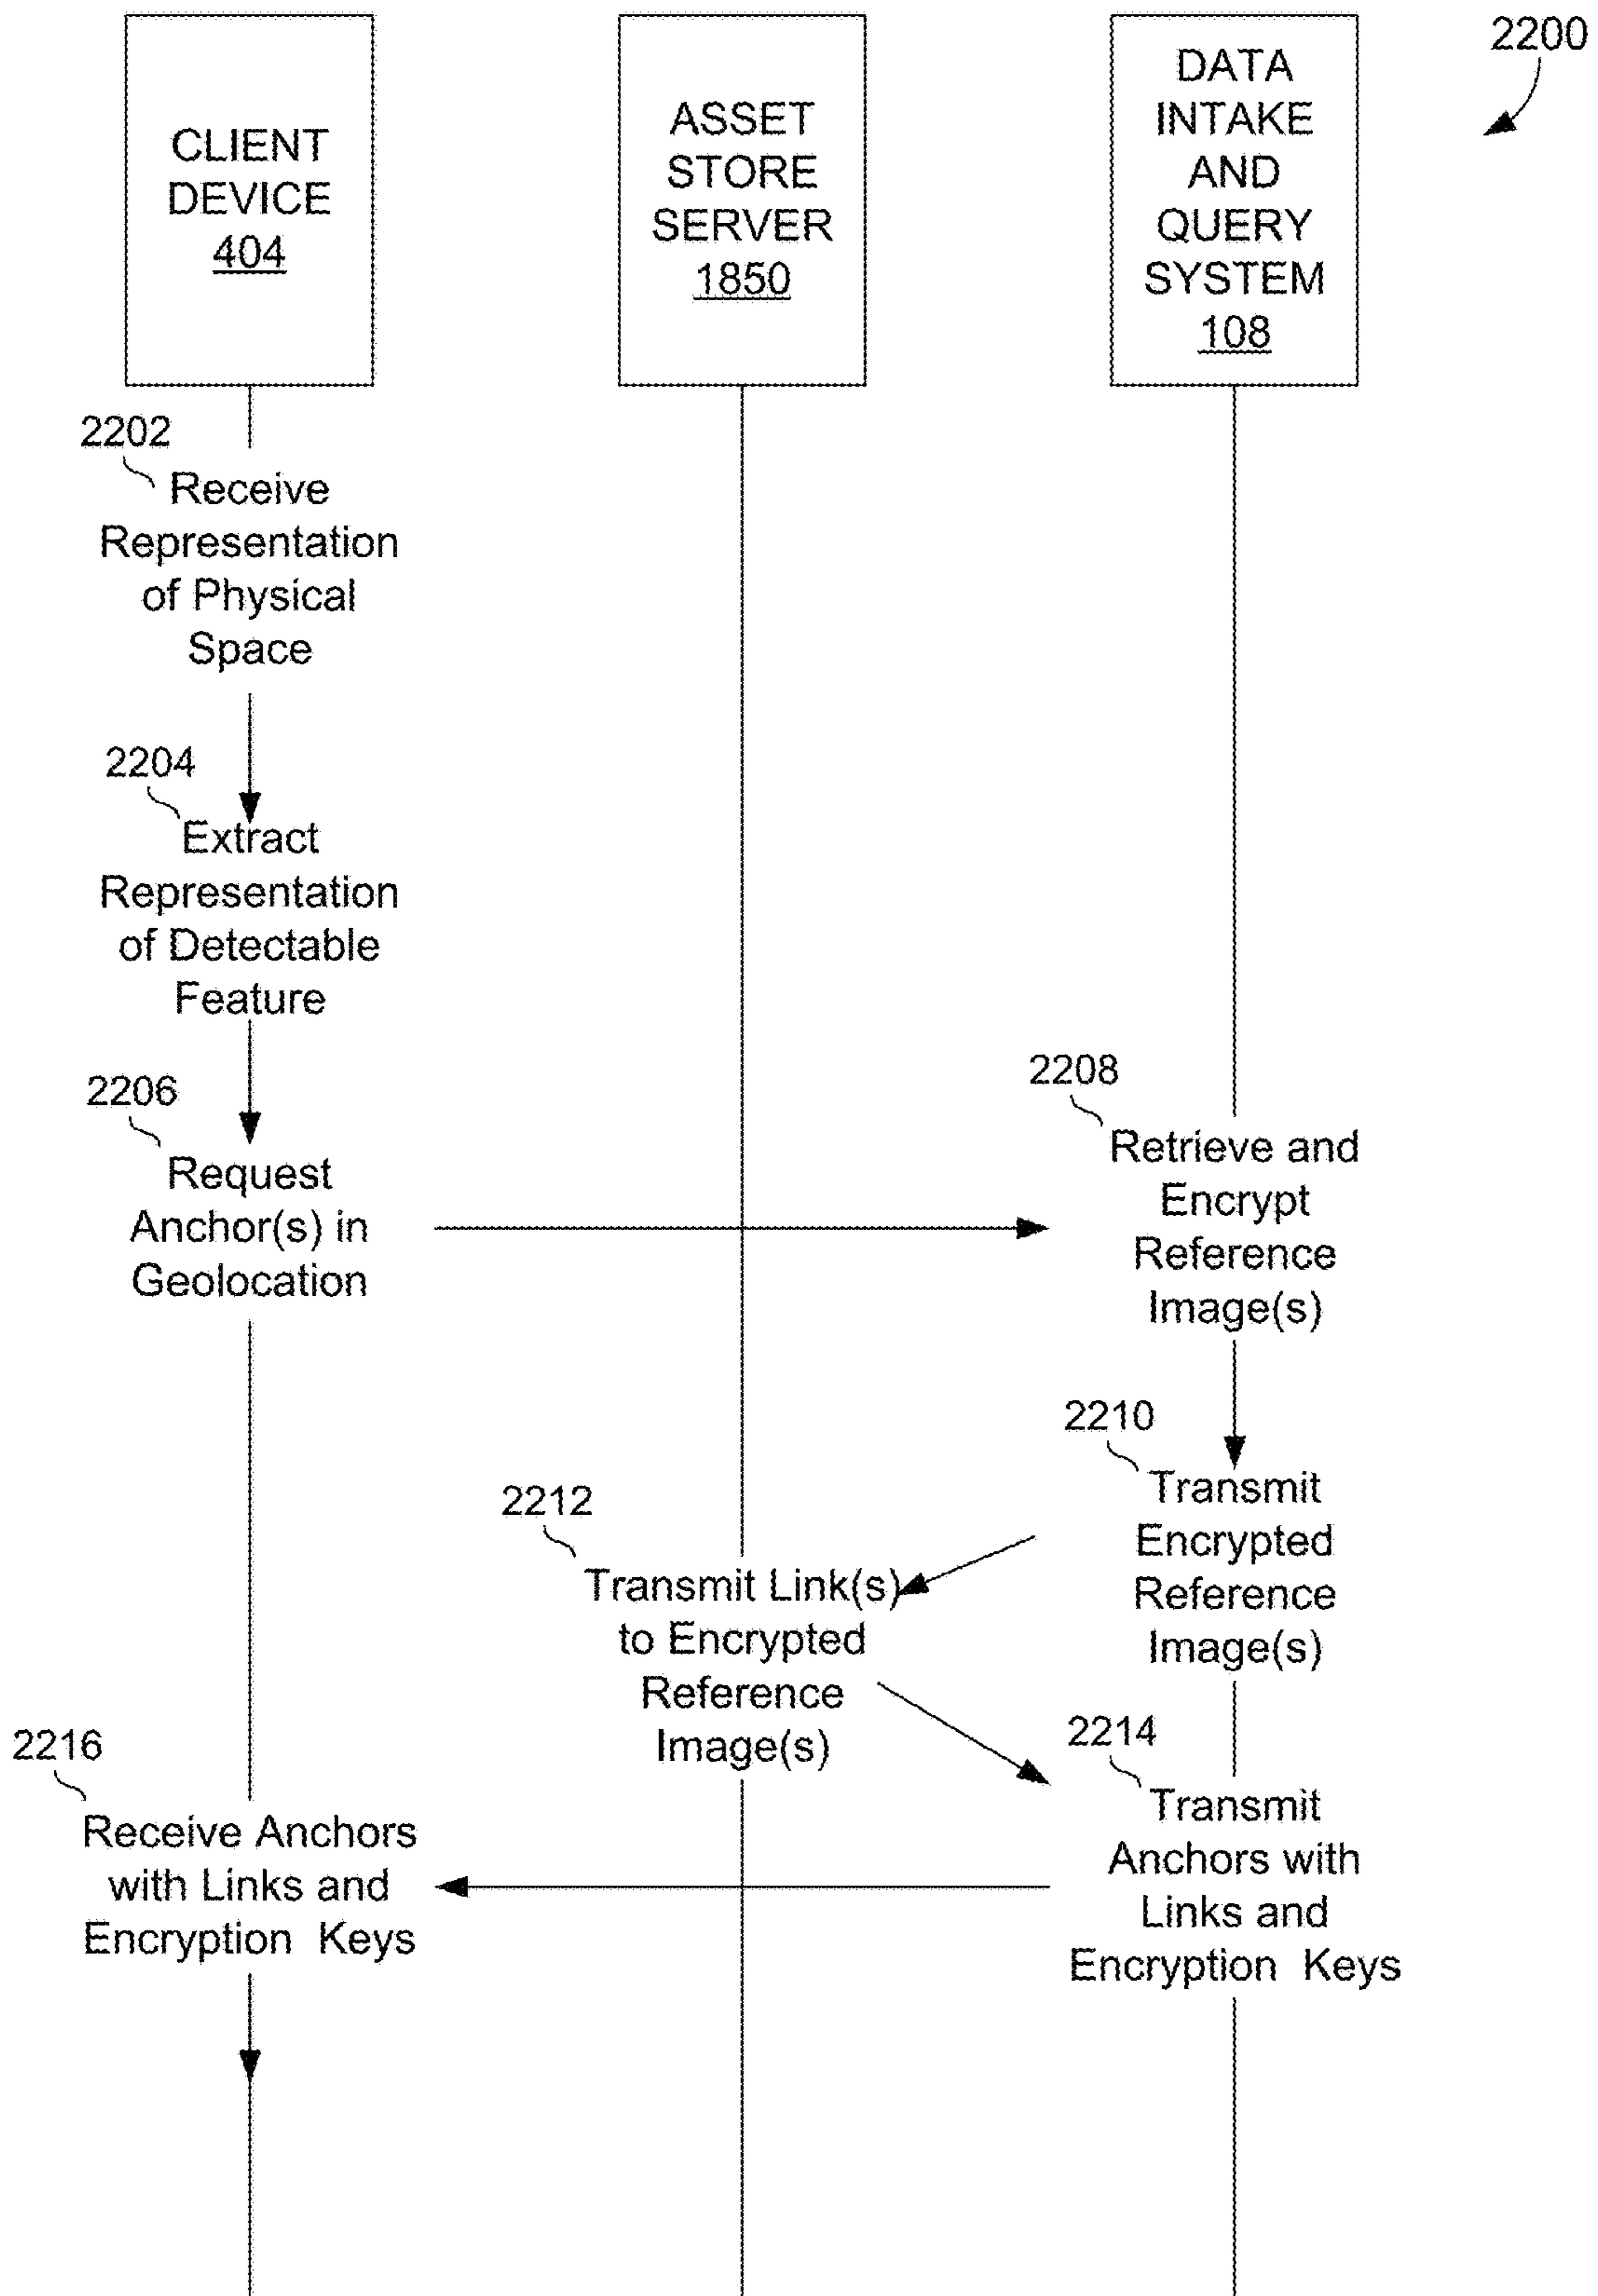 2200
CLIENT
DEVICE
404
ASSET
STORE
SERVER
1850
DATA
INTAKE
AND
QUERY
SYSTEM
108
2202
Receive
Representation
of Physical
Space
2204
Extract
Representation
of Detectable
Feature
2206
Request
Anchor(s) in
Geolocation
2208
Retrieve and
Encrypt
Reference
Image(s)
2210
Transmit
Encrypted
Reference
Image(s)
2212
Transmit Link(s)
to Encrypted
Reference
Image(s)
2214
Transmit
Anchors with
Links and
Encryption Keys
2216
Receive Anchors
with Links and
Encryption Keys